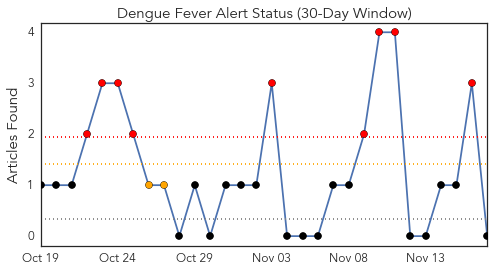 Dengue Fever Alert Status (30-Day Window)
Articles Found
4
3
2
1
0
Oct 19 Oct 24 Oct 29 Nov 03 Nov 08 Nov 13